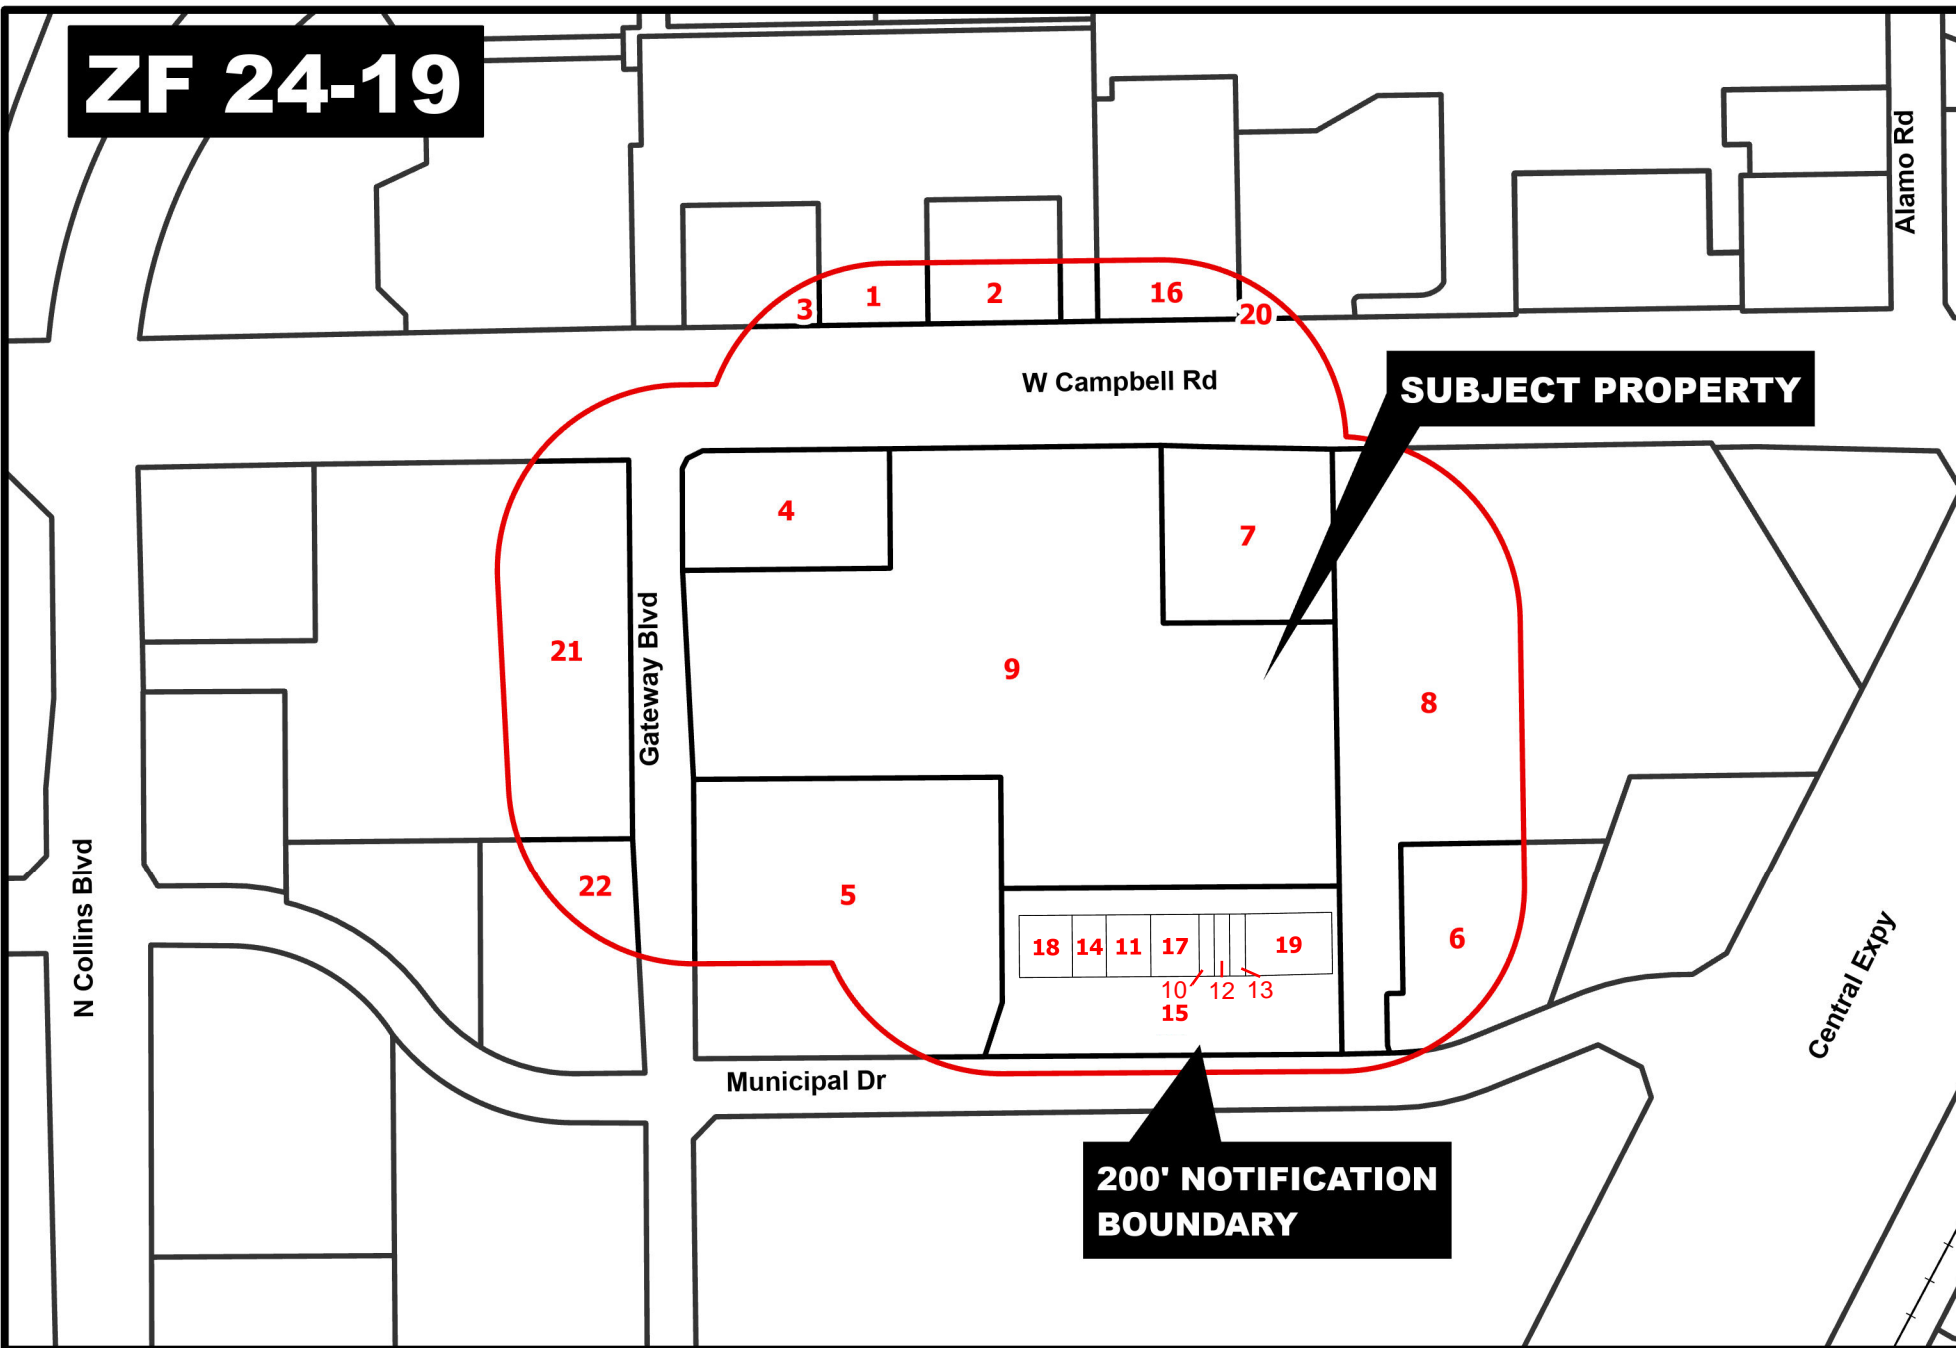 ZF 24-19
Alamo Rd
3
1
2
16
20
W Campbell Rd
SUBJECT PROPERTY
4
7
21
Gateway Blvd
9
8
22
5
18
14
11
17
19
6
10
12
13
15
N Collins Blvd
Central Expy
Municipal Dr
200' NOTIFICATION
BOUNDARY